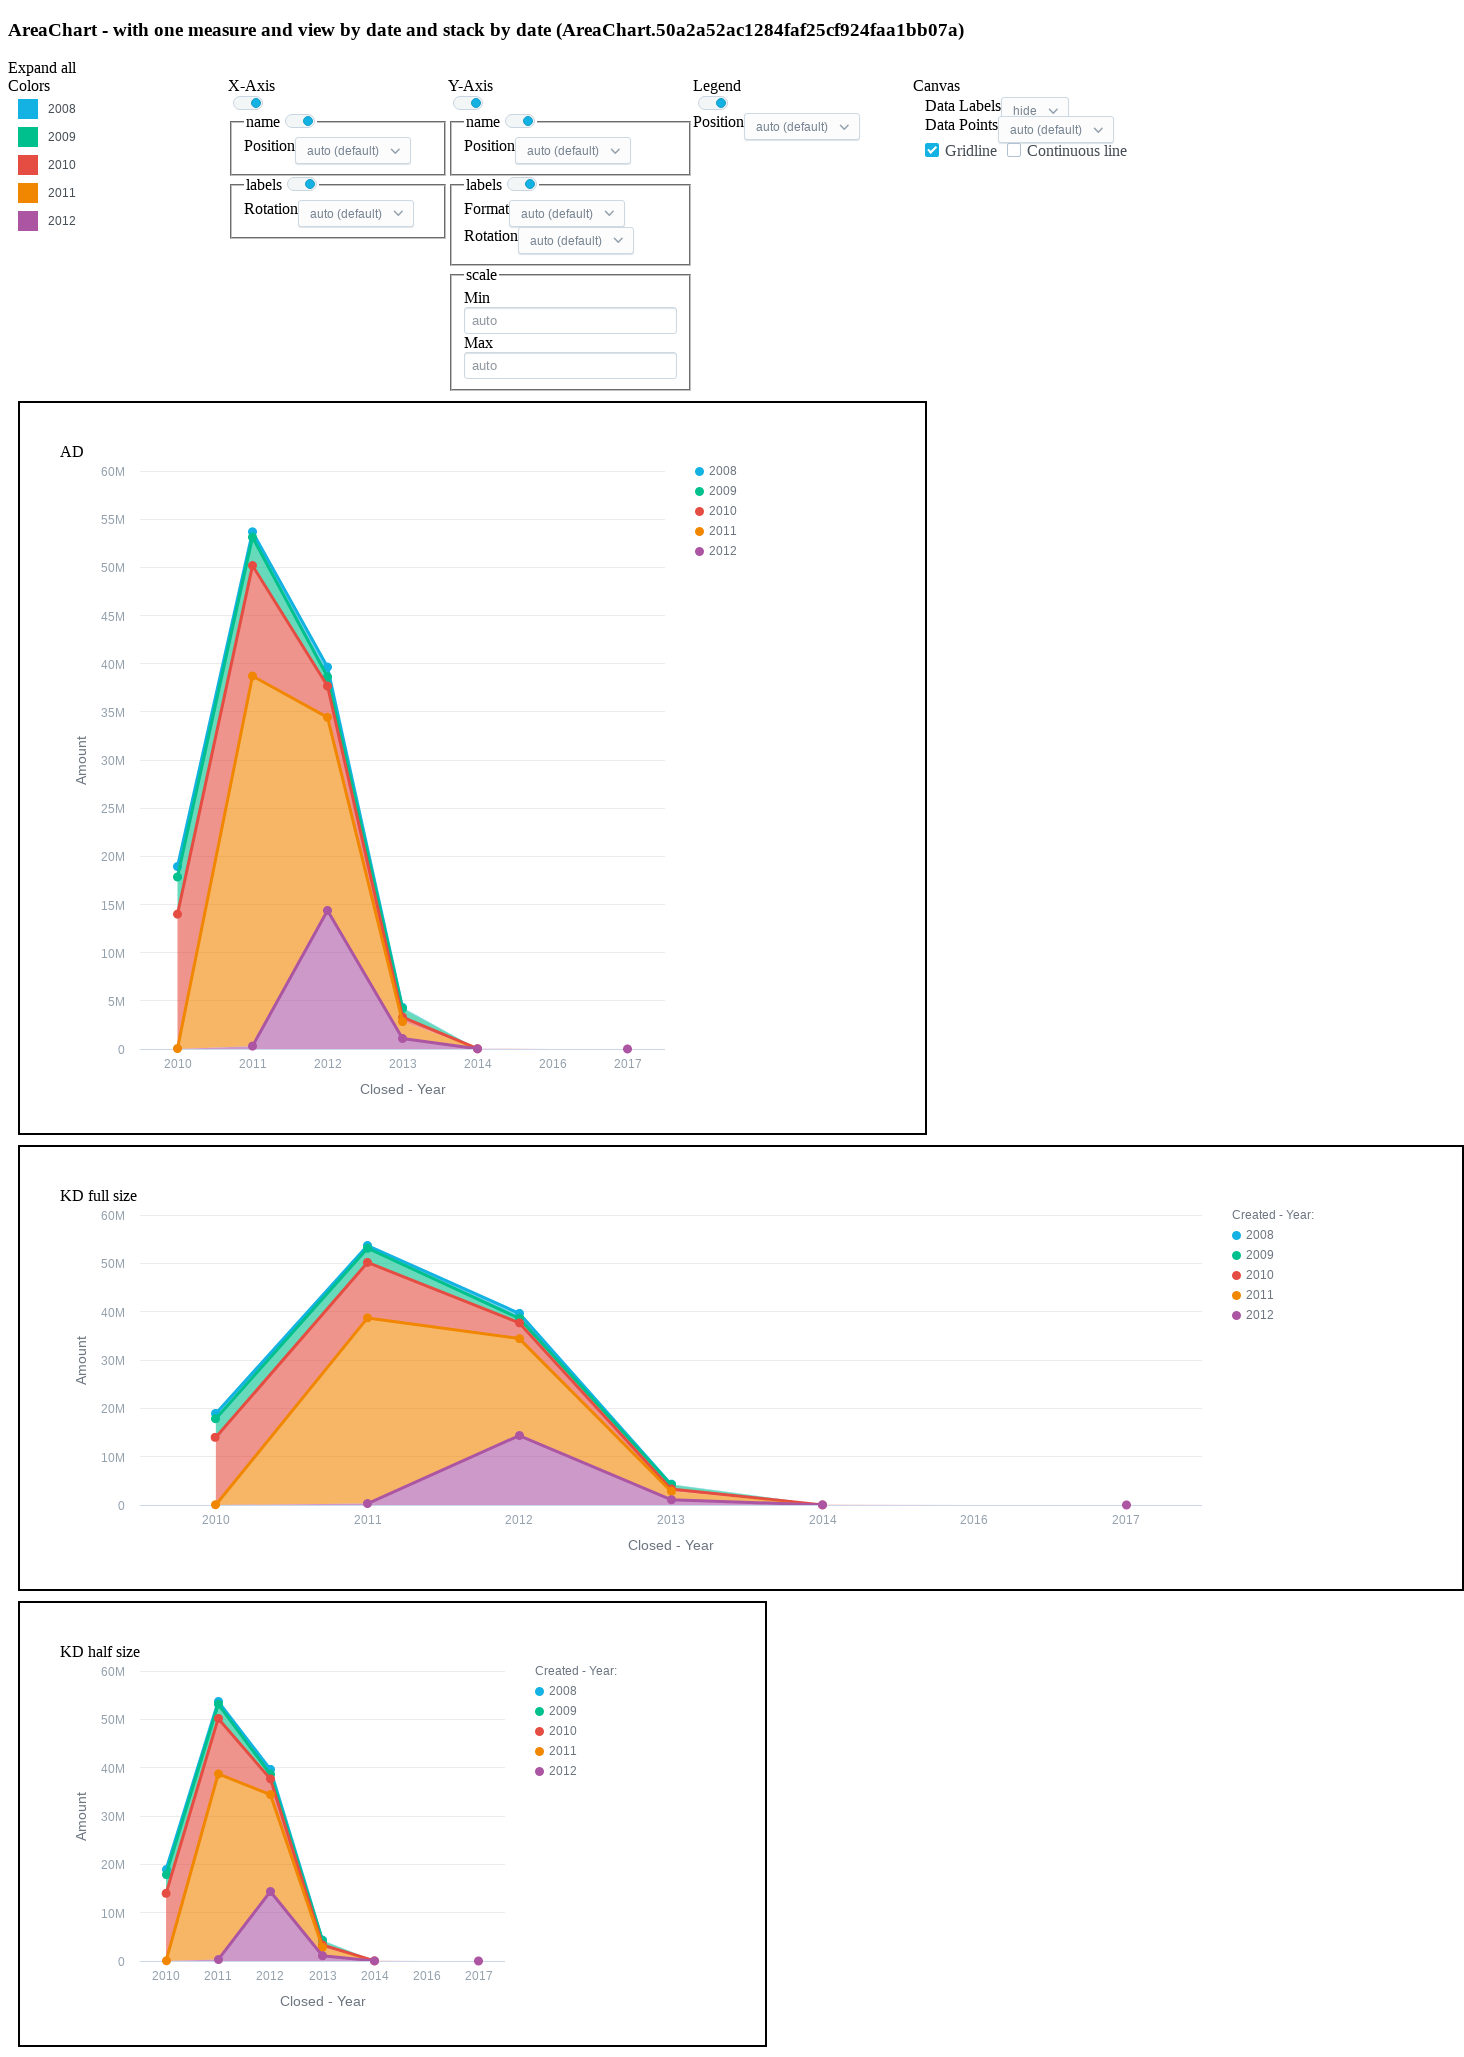 AreaChart - with one measure and view by date and stack by date (AreaChart.50a2a52ac1284faf25cf924faa1bb07a)
Expand all
Colors
2008
2009
2010
2011
2012
X-Axis
name
Position auto (default)
labels
Rotation auto (default)
Y-Axis
name
Position auto (default)
labels
Format auto (default)
Rotation auto (default)
scale
Min
auto
Max
auto
Legend
Position auto (default)
Canvas
Data Labels hide
Data Points auto (default)
Gridline Continuous line
AD
60M
55M
50M
45M
40M
35M
30M
25M
20M
15M
10M
5M
0
Amount
2010 2011 2012 2013 2014 2016 2017
Closed - Year
2008
2009
2010
2011
2012
KD full size
60M
50M
40M
30M
20M
10M
0
Amount
2010 2011 2012 2013 2014 2016 2017
Closed - Year
Created - Year:
2008
2009
2010
2011
2012
KD half size
60M
50M
40M
30M
20M
10M
0
Amount
2010 2011 2012 2013 2014 2016 2017
Closed - Year
Created - Year:
2008
2009
2010
2011
2012